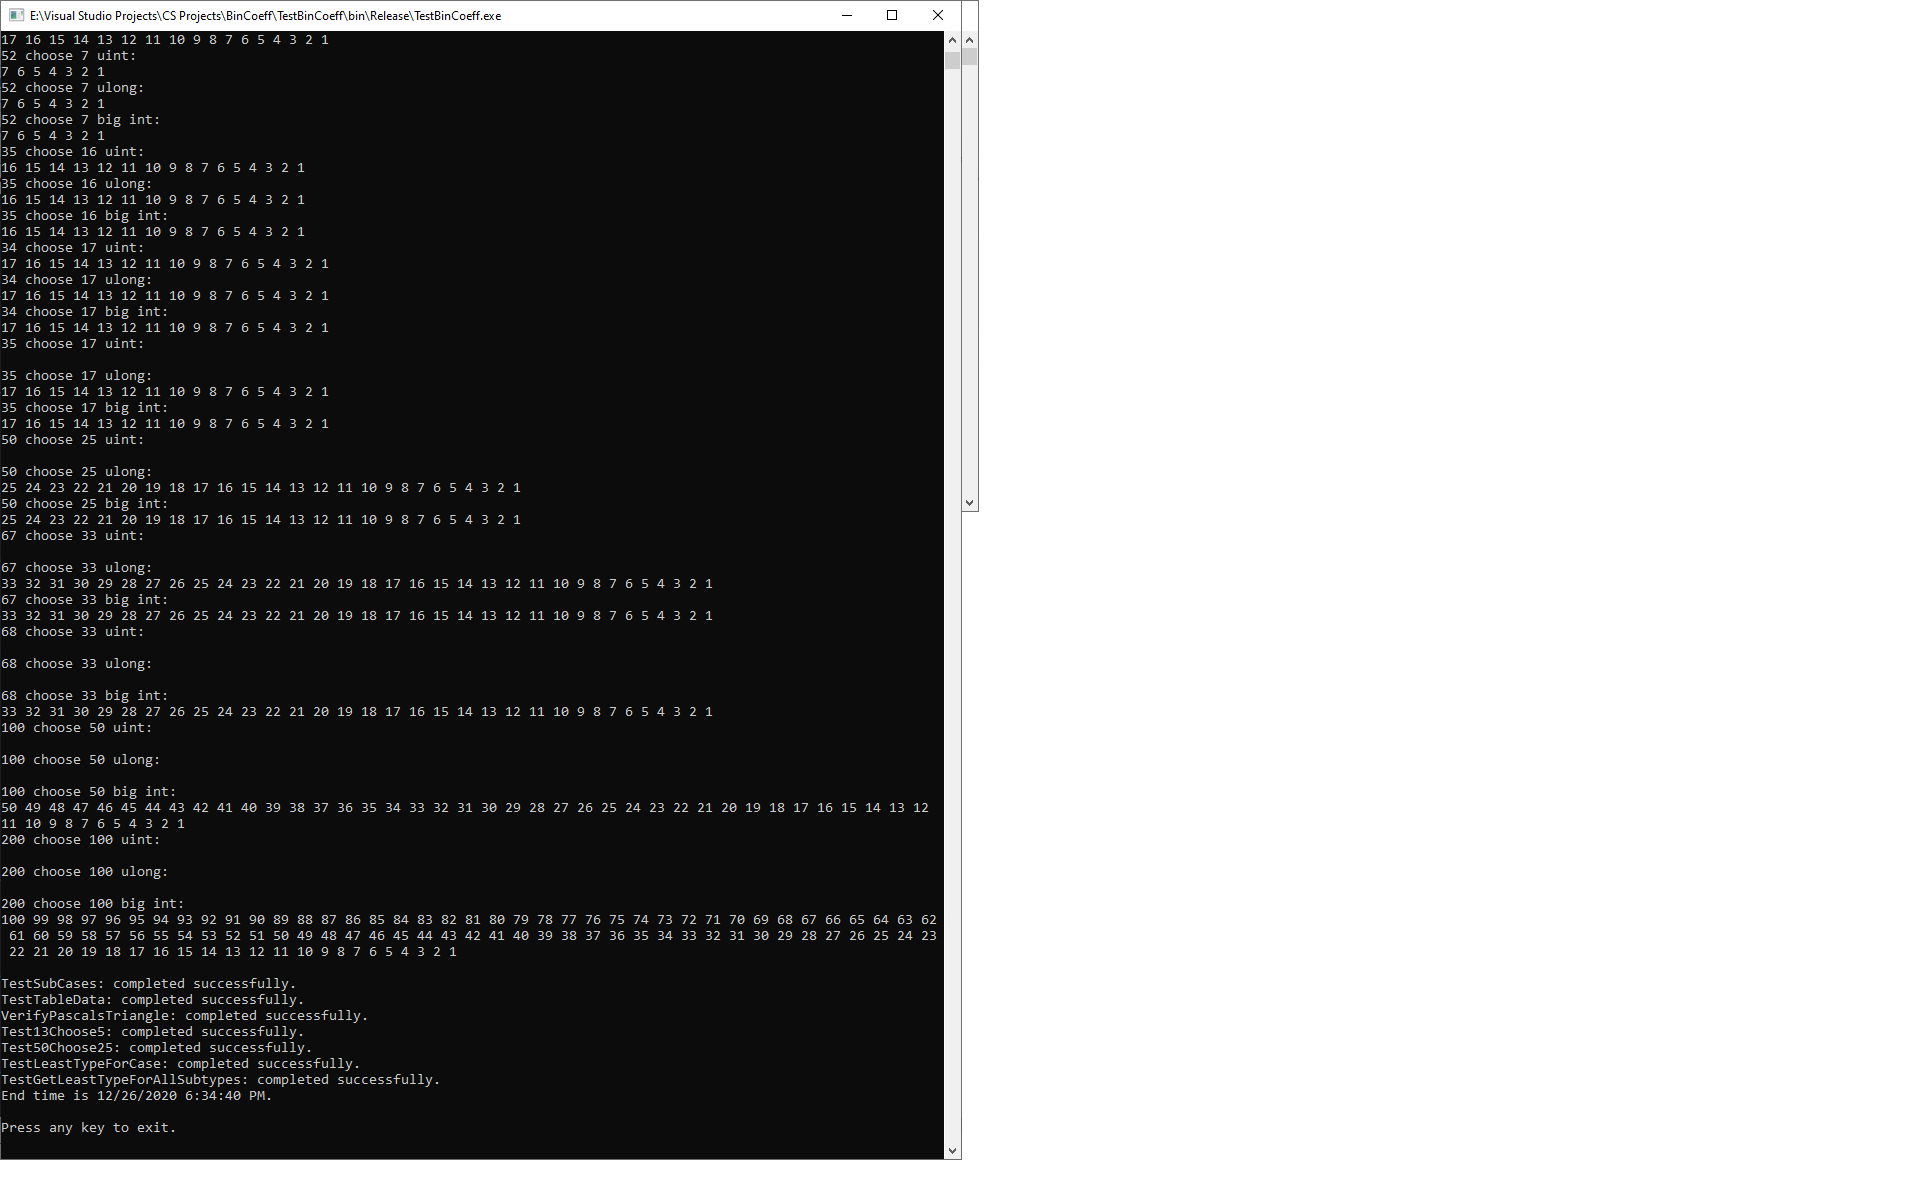 E:\Visual Studio Projects\CS Projects\BinCoeff\TestBinCoeff\bin\Release\TestBinCoeff.exe
17 16 15 14 13 12 11 10 9 8 7 6 5 4 3 2 1
52 choose 7 uint:
7 6 5 4 3 2 1
52 choose 7 ulong:
7 6 5 4 3 2 1
52 choose 7 big int:
7 6 5 4 3 2 1
35 choose 16 uint:
16 15 14 13 12 11 10 9 8 7 6 5 4 3 2 1
35 choose 16 ulong:
16 15 14 13 12 11 10 9 8 7 6 5 4 3 2 1
35 choose 16 big int:
16 15 14 13 12 11 10 9 8 7 6 5 4 3 2 1
34 choose 17 uint:
17 16 15 14 13 12 11 10 9 8 7 6 5 4 3 2 1
34 choose 17 ulong:
17 16 15 14 13 12 11 10 9 8 7 6 5 4 3 2 1
34 choose 17 big int:
17 16 15 14 13 12 11 10 9 8 7 6 5 4 3 2 1
35 choose 17 uint:
35 choose 17 ulong:
17 16 15 14 13 12 11 10 9 8 7 6 5 4 3 2 1
35 choose 17 big int:
17 16 15 14 13 12 11 10 9 8 7 6 5 4 3 2 1
50 choose 25 uint:
50 choose 25 ulong:
25 24 23 22 21 20 19 18 17 16 15 14 13 12 11 10 9 8 7 6 5 4 3 2 1
50 choose 25 big int:
25 24 23 22 21 20 19 18 17 16 15 14 13 12 11 10 9 8 7 6 5 4 3 2 1
67 choose 33 uint:
67 choose 33 ulong:
33 32 31 30 29 28 27 26 25 24 23 22 21 20 19 18 17 16 15 14 13 12 11 10 9 8 7 6 5 4 3 2 1
67 choose 33 big int:
33 32 31 30 29 28 27 26 25 24 23 22 21 20 19 18 17 16 15 14 13 12 11 10 9 8 7 6 5 4 3 2 1
68 choose 33 uint:
68 choose 33 ulong:
68 choose 33 big int:
33 32 31 30 29 28 27 26 25 24 23 22 21 20 19 18 17 16 15 14 13 12 11 10 9 8 7 6 5 4 3 2 1
100 choose 50 uint:
100 choose 50 ulong:
100 choose 50 big int:
50 49 48 47 46 45 44 43 42 41 40 39 38 37 36 35 34 33 32 31 30 29 28 27 26 25 24 23 22 21 20 19 18 17 16 15 14 13 12
11 10 9 8 7 6 5 4 3 2 1
200 choose 100 uint:
200 choose 100 ulong:
200 choose 100 big int:
100 99 98 97 96 95 94 93 92 91 90 89 88 87 86 85 84 83 82 81 80 79 78 77 76 75 74 73 72 71 70 69 68 67 66 65 64 63 62
61 60 59 58 57 56 55 54 53 52 51 50 49 48 47 46 45 44 43 42 41 40 39 38 37 36 35 34 33 32 31 30 29 28 27 26 25 24 23
22 21 20 19 18 17 16 15 14 13 12 11 10 9 8 7 6 5 4 3 2 1
TestSubCases: completed successfully.
TestTableData: completed successfully.
VerifyPascalsTriangle: completed successfully.
Test13Choose5: completed successfully.
Test50Choose25: completed successfully.
TestLeastTypeForCase: completed successfully.
TestGetLeastTypeForAllSubtypes: completed successfully.
End time is 12/26/2020 6:34:40 PM.
Press any key to exit.